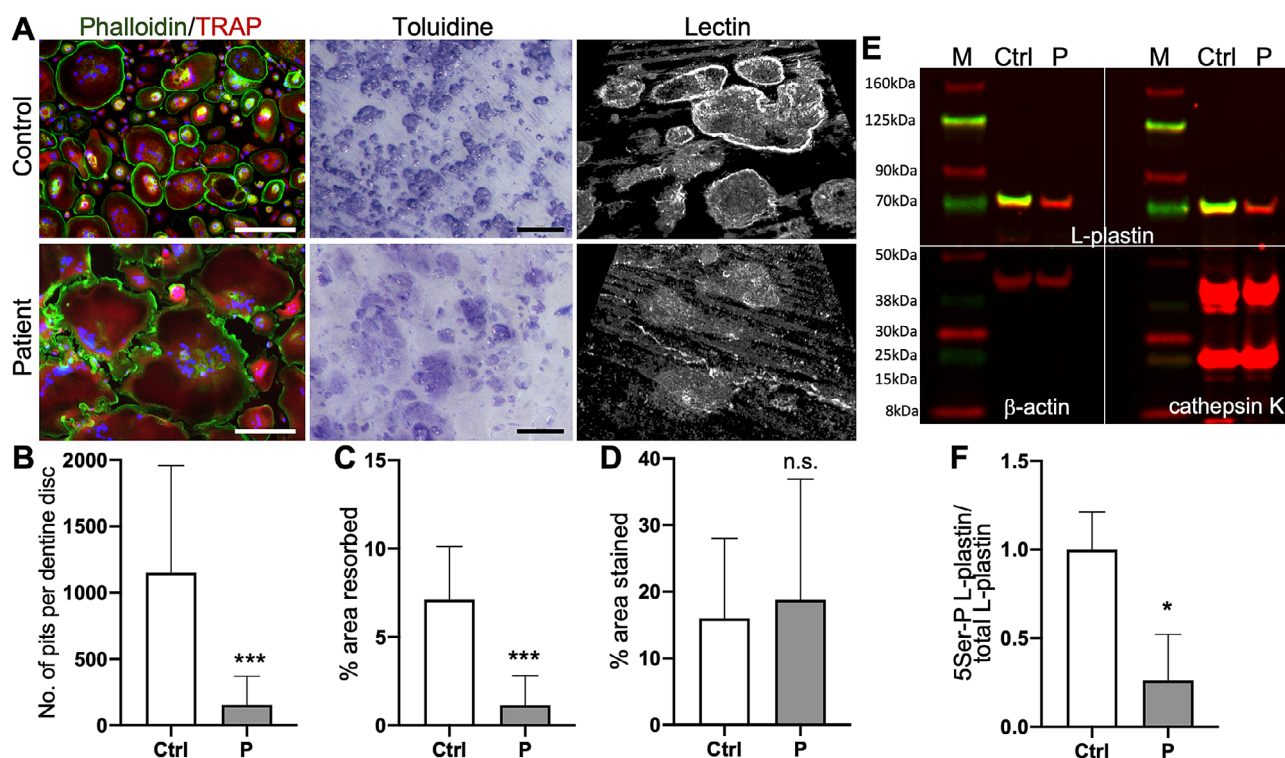 A
Phalloidin/TRAP
Toluidine
Lectin
Control
Patient
B
No. of pits per dentine disc
2000
1500
1000
500
0
***
Ctrl P
C
% area resorbed
15
10
5
0
***
Ctrl P
D
% area stained
40
30
20
10
0
n.s.
Ctrl P
E
M Ctrl P M Ctrl P
160kDa
125kDa
90kDa
70kDa
L-plastin
50kDa
38kDa
30kDa
25kDa
15kDa
8kDa
β-actin
cathepsin K
F
5Ser-P L-plastin/
total L-plastin
1.5
1.0
0.5
0.0
*
Ctrl P